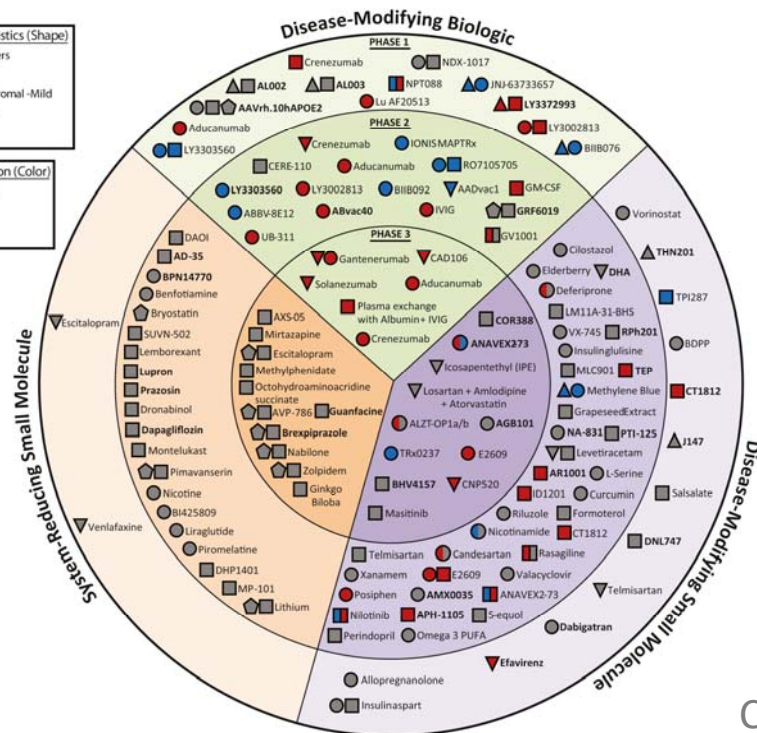 stics (Shape)
ers
romal -Mild
on (Color)
Disease-Modifying Biologic
PHASE 1
Crenezumab
NDX-1017
AL002
AL003
NPT088
JNJ-63733657
AAVrh.10hAPOE2
Lu AF20513
LY3372993
Aducanumab
LY3002813
LY3303560
BIIB076
PHASE 2
Crenezumab
IONISMAPTRx
CERE-110
Aducanumab
RO7105705
LY3303560
LY3002813
BIIB092
AADvac1
GM-CSF
ABBV-8E12
ABvac40
IVIG
GRF6019
UB-311
GV1001
PHASE 3
Gantenerumab
CAD106
Solanezumab
Aducanumab
Plasma exchange
with Albumin+ IVIG
Crenezumab
System-Reducing Small Molecule
Escitalopram
Venlafaxine
DAOI
AD-35
BPN14770
Benfotiamine
Bryostatin
SUVN-502
Lemborexant
Lupron
Prazosin
Dronabinol
Dapagliflozin
Montelukast
Pimavanserin
Nicotine
BI425809
Liraglutide
Piromelatine
DHP1401
MP-101
Lithium
AXS-05
Mirtazapine
Escitalopram
Methylphenidate
Octohydroaminoacridine
succinate
AVP-786
Guanfacine
Brexpiprazole
Nabilone
Zolpidem
Ginkgo
Biloba
COR388
ANAVEX2-73
Icosapentethyl (IPE)
Losartan + Amlodipine
+ Atorvastatin
ALZT-OP1a/b
AGB101
TRx0237
E2609
BHV4157
CNP520
Masitinib
Cilostazol
Elderberry
DHA
Deferiprone
LM11A-31-BHS
VX-745
RPh201
Insulinglulisine
MLC901
TEP
Methylene Blue
GrapeseedExtract
NA-831
PTI-125
Levetiracetam
AR1001
L-Serine
ID1201
Curcumin
Riluzole
Formoterol
Nicotinamide
CT1812
Telmisartan
Candesartan
Rasagiline
Xanamem
E2609
Valacyclovir
Posiphen
AMX0035
ANAVEX2-73
Nilotinib
APH-1105
S-equol
Perindopril
Omega 3 PUFA
Vorinostat
THN201
TPI287
BDPP
CT1812
J147
Salsalate
DNL747
Telmisartan
Dabigatran
Efavirenz
Allopregnanolone
Insulinaspart
Disease-Modifying Small Molecule